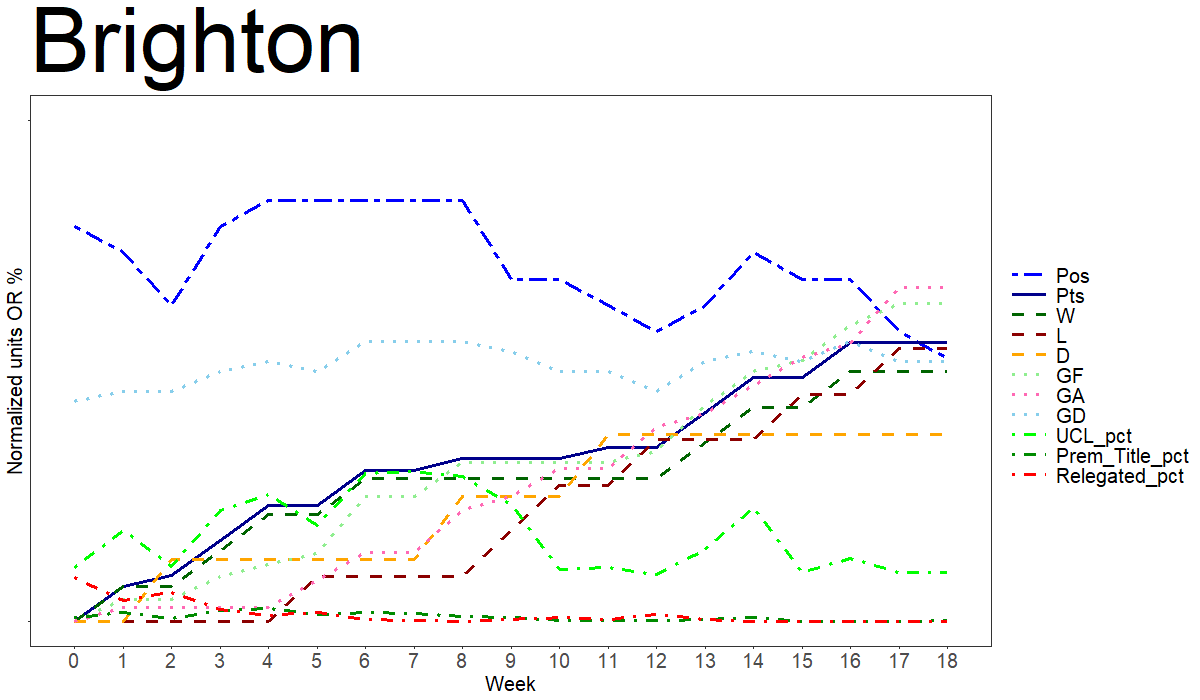 Brighton
Normalized units OR %
0 1 2 3 4 5 6 7 8 9 10 11 12 13 14 15 16 17 18
Week
Pos
Pts
W
L
D
GF
GA
GD
UCL_pct
Prem_Title_pct
Relegated_pct